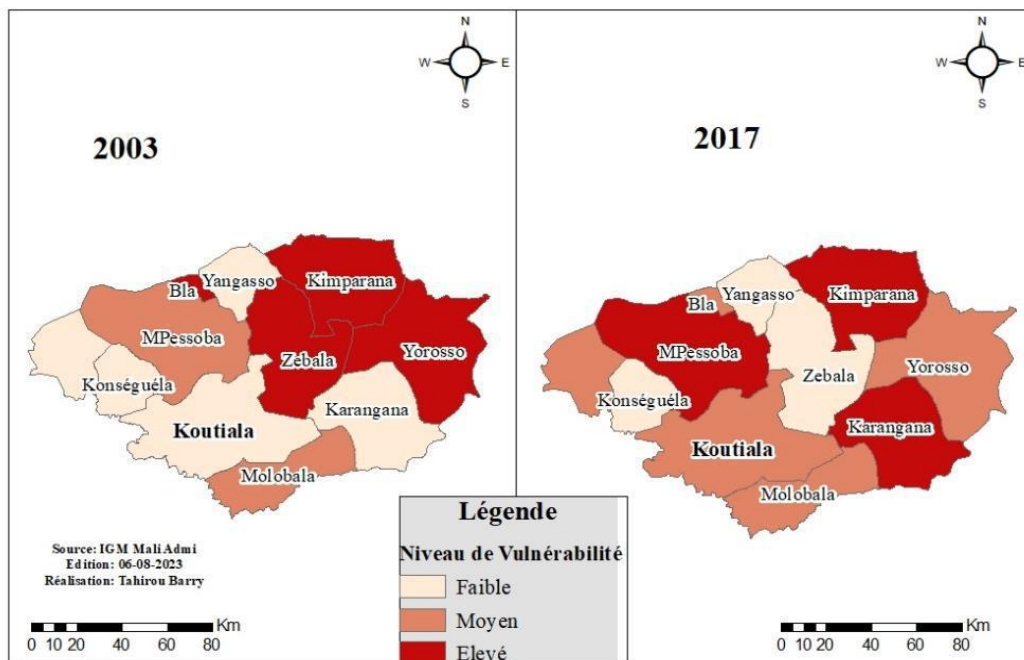 N
W E
S
2003
Yangasso
Kimparana
Bla
MPessoba
Zébala
Yorosso
Konséguéla
Karangana
Koutiala
Molobala
Source: IGM Mali Admi
Edition: 06-08-2023
Réalisation: Tahirou Barry
0 10 20 40 60 80 Km
N
W E
S
2017
Yangasso
Kimparana
Bla
MPessoba
Zébala
Yorosso
Konséguéla
Karangana
Koutiala
Molobala
0 10 20 40 60 80 Km
Légende
Niveau de Vulnérabilité
Faible
Moyen
Elevé